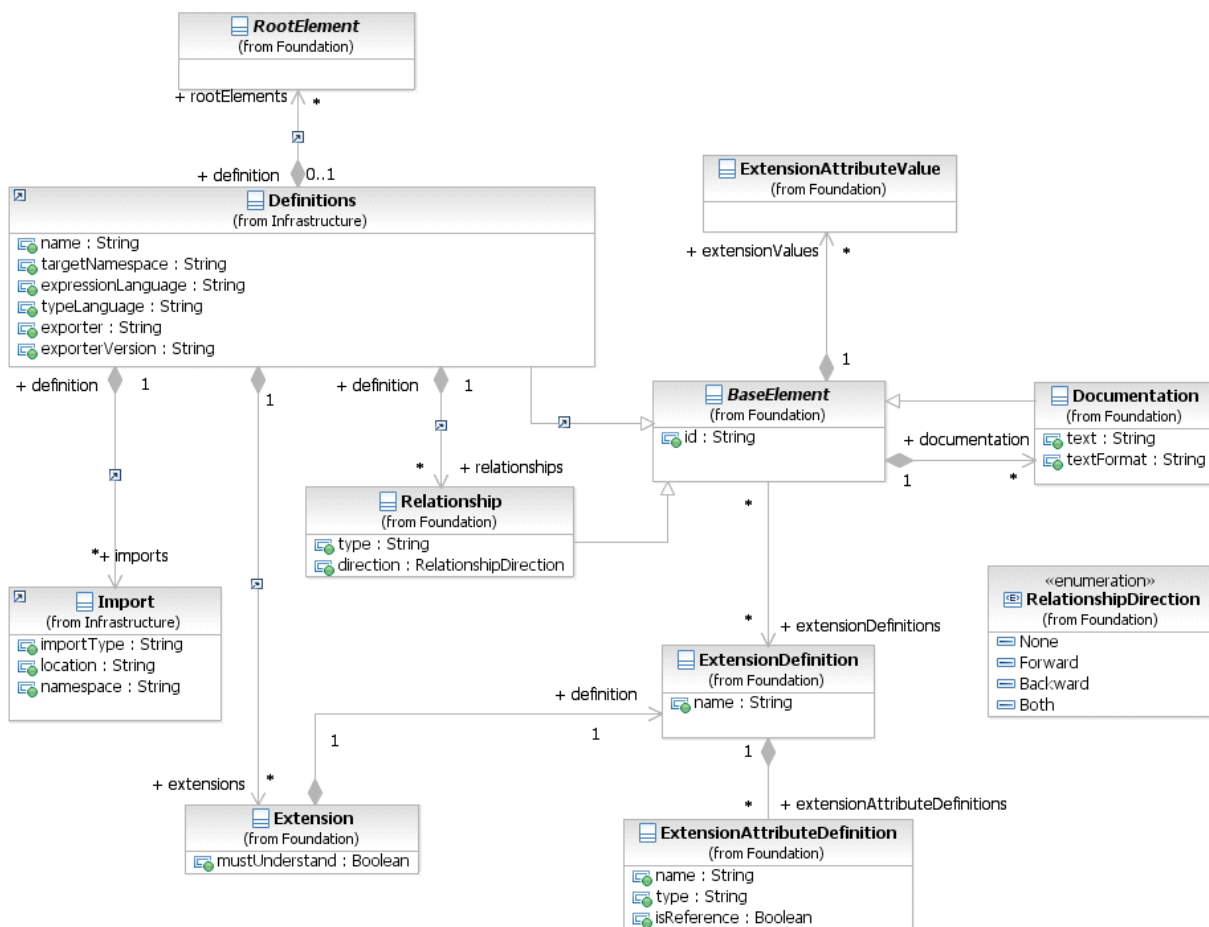 RootElement
(from Foundation)
+ rootElements
*
+ definition
0..1
Definitions
(from Infrastructure)
name : String
targetNamespace : String
expressionLanguage : String
typeLanguage : String
exporter : String
exporterVersion : String
ExtensionAttributeValue
(from Foundation)
+ extensionValues
*
1
+ definition
1
1
+ definition
1
BaseElement
(from Foundation)
id : String
Documentation
(from Foundation)
text : String
textFormat : String
+ documentation
1
*
*
+ relationships
Relationship
(from Foundation)
type : String
direction : RelationshipDirection
*
*
+ extensionDefinitions
*
+ imports
Import
(from Infrastructure)
importType : String
location : String
namespace : String
«enumeration»
RelationshipDirection
(from Foundation)
None
Forward
Backward
Both
ExtensionDefinition
(from Foundation)
name : String
+ definition
1
1
1
+ extensions
*
Extension
(from Foundation)
mustUnderstand : Boolean
*
+ extensionAttributeDefinitions
ExtensionAttributeDefinition
(from Foundation)
name : String
type : String
isReference : Boolean